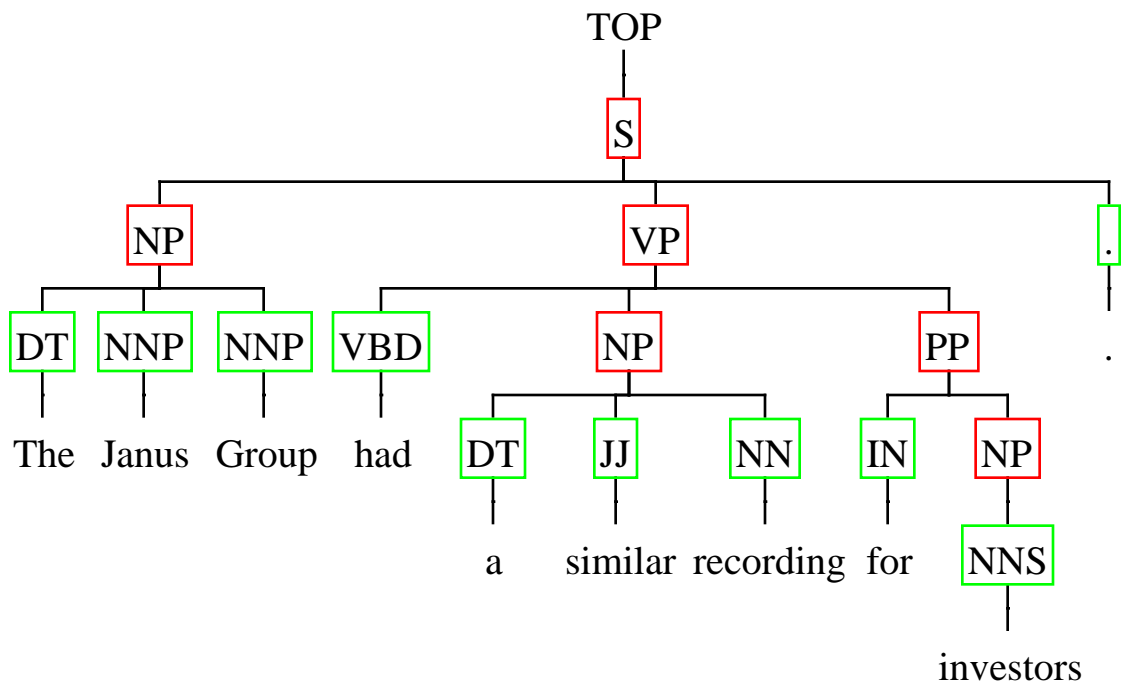 TOP
S
NP VP .
DT NNP NNP VBD NP PP .
The Janus Group had DT JJ NN IN NP
a similar recording for NNS
investors